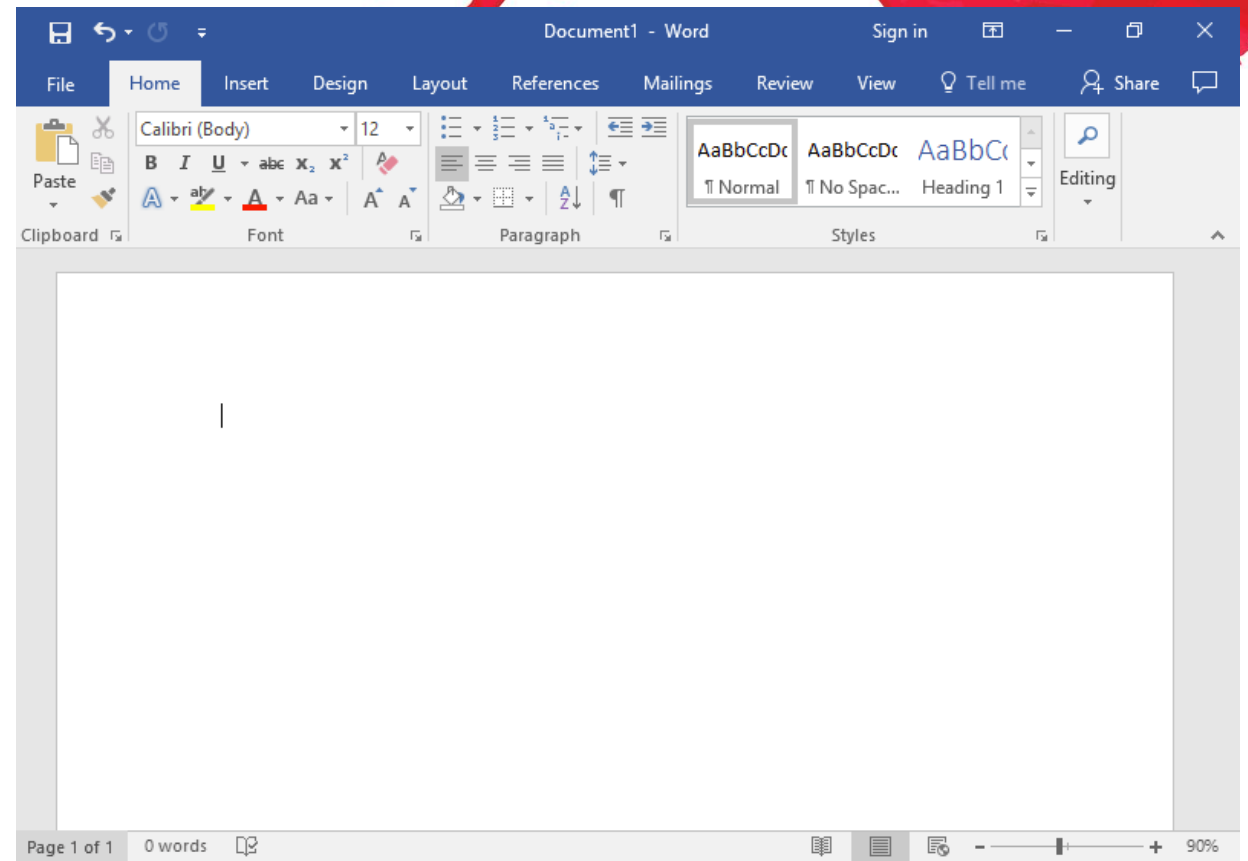 Document1 - Word Sign in
File Home Insert Design Layout References Mailings Review View Tell me Share
Calibri (Body) 12
AaBbCcDc AaBbCcDc AaBbCc
B I U abc X₂ X² 
Paste ¶ Normal ¶ No Spac... Heading 1 Editing
A aby A Aa A A A Z ¶
Clipboard Font Paragraph Styles
Page 1 of 1 0 words 90%